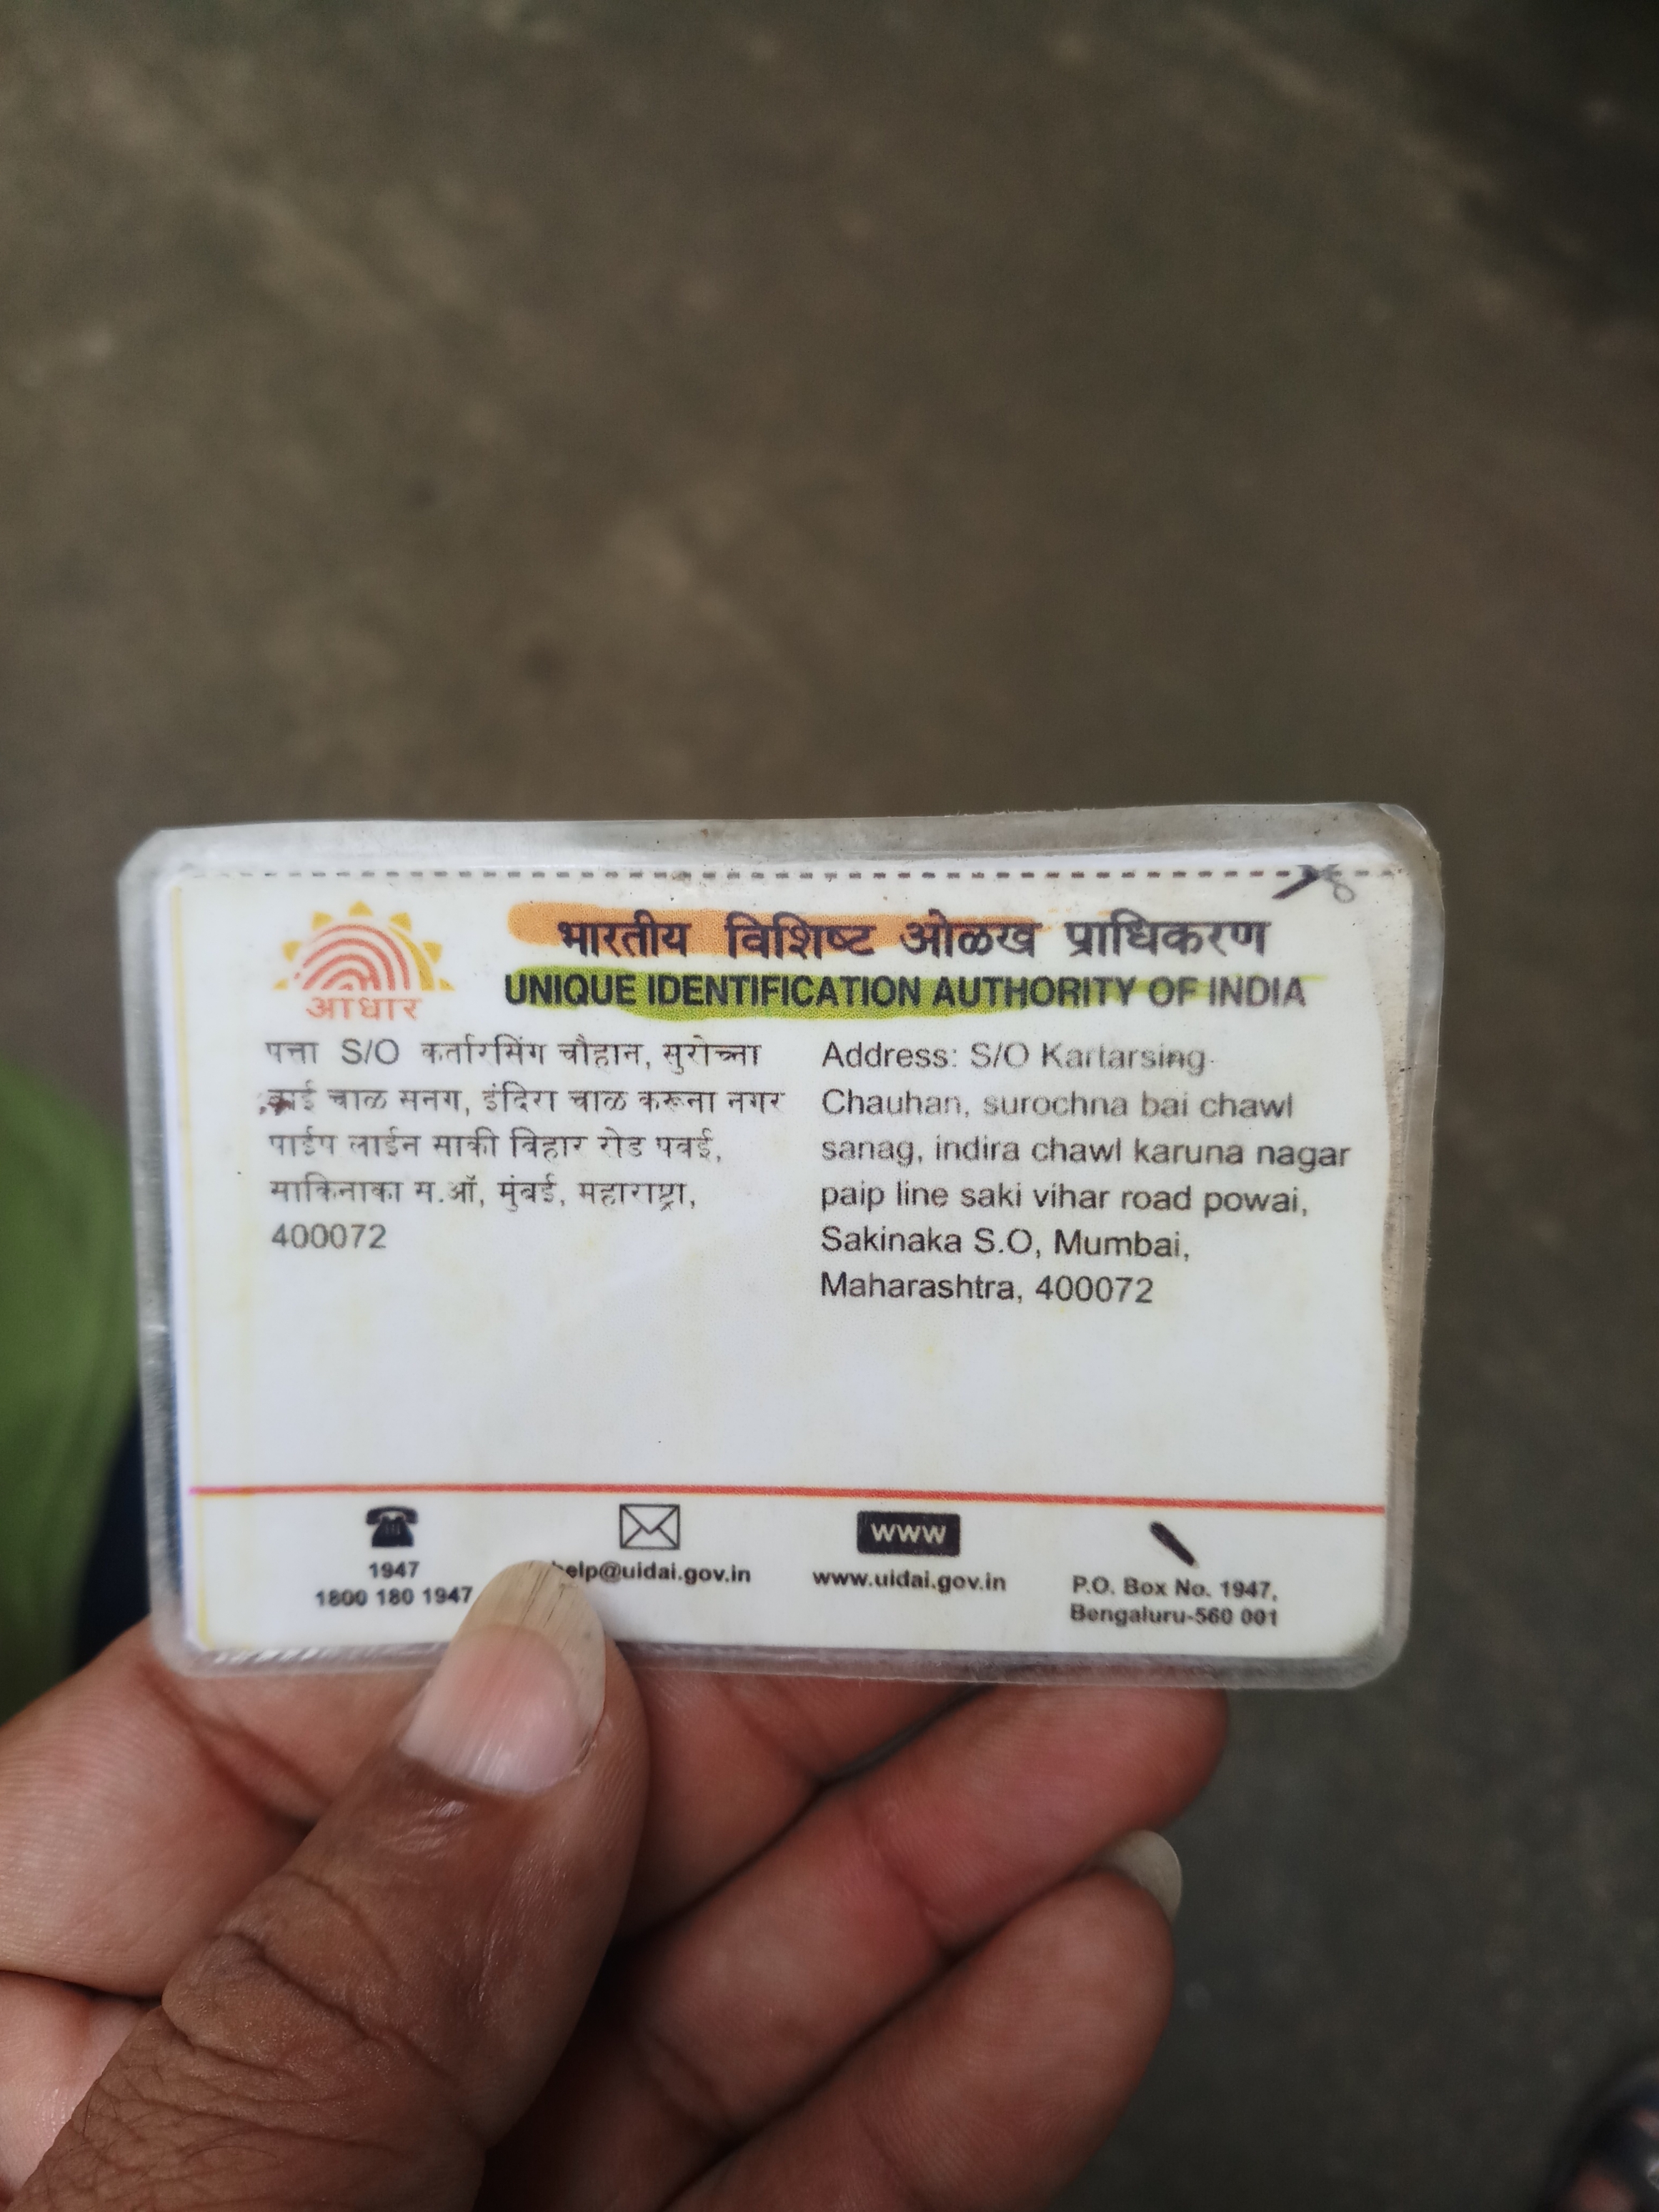 भारतीय विशिष्ट ओळख प्राधिकरण
UNIQUE IDENTIFICATION AUTHORITY OF INDIA
आधार
पत्ता S/O कर्तारसिंग चौहान, सुरोच्ना
बाई चाळ सनग, इंदिरा चाळ करूना नगर
पाईप लाईन साकी विहार रोड पवई,
साकिनाका स.ऑ, मुंबई, महाराष्ट्रा,
400072
Address: S/O Kartarsing
Chauhan, surochna bai chawl
sanag, indira chawl karuna nagar
paip line saki vihar road powai,
Sakinaka S.O, Mumbai,
Maharashtra, 400072
1947
1800 180 1947
help@uidai.gov.in
www
www.uidai.gov.in
P.O. Box No. 1947,
Bengaluru-560 001